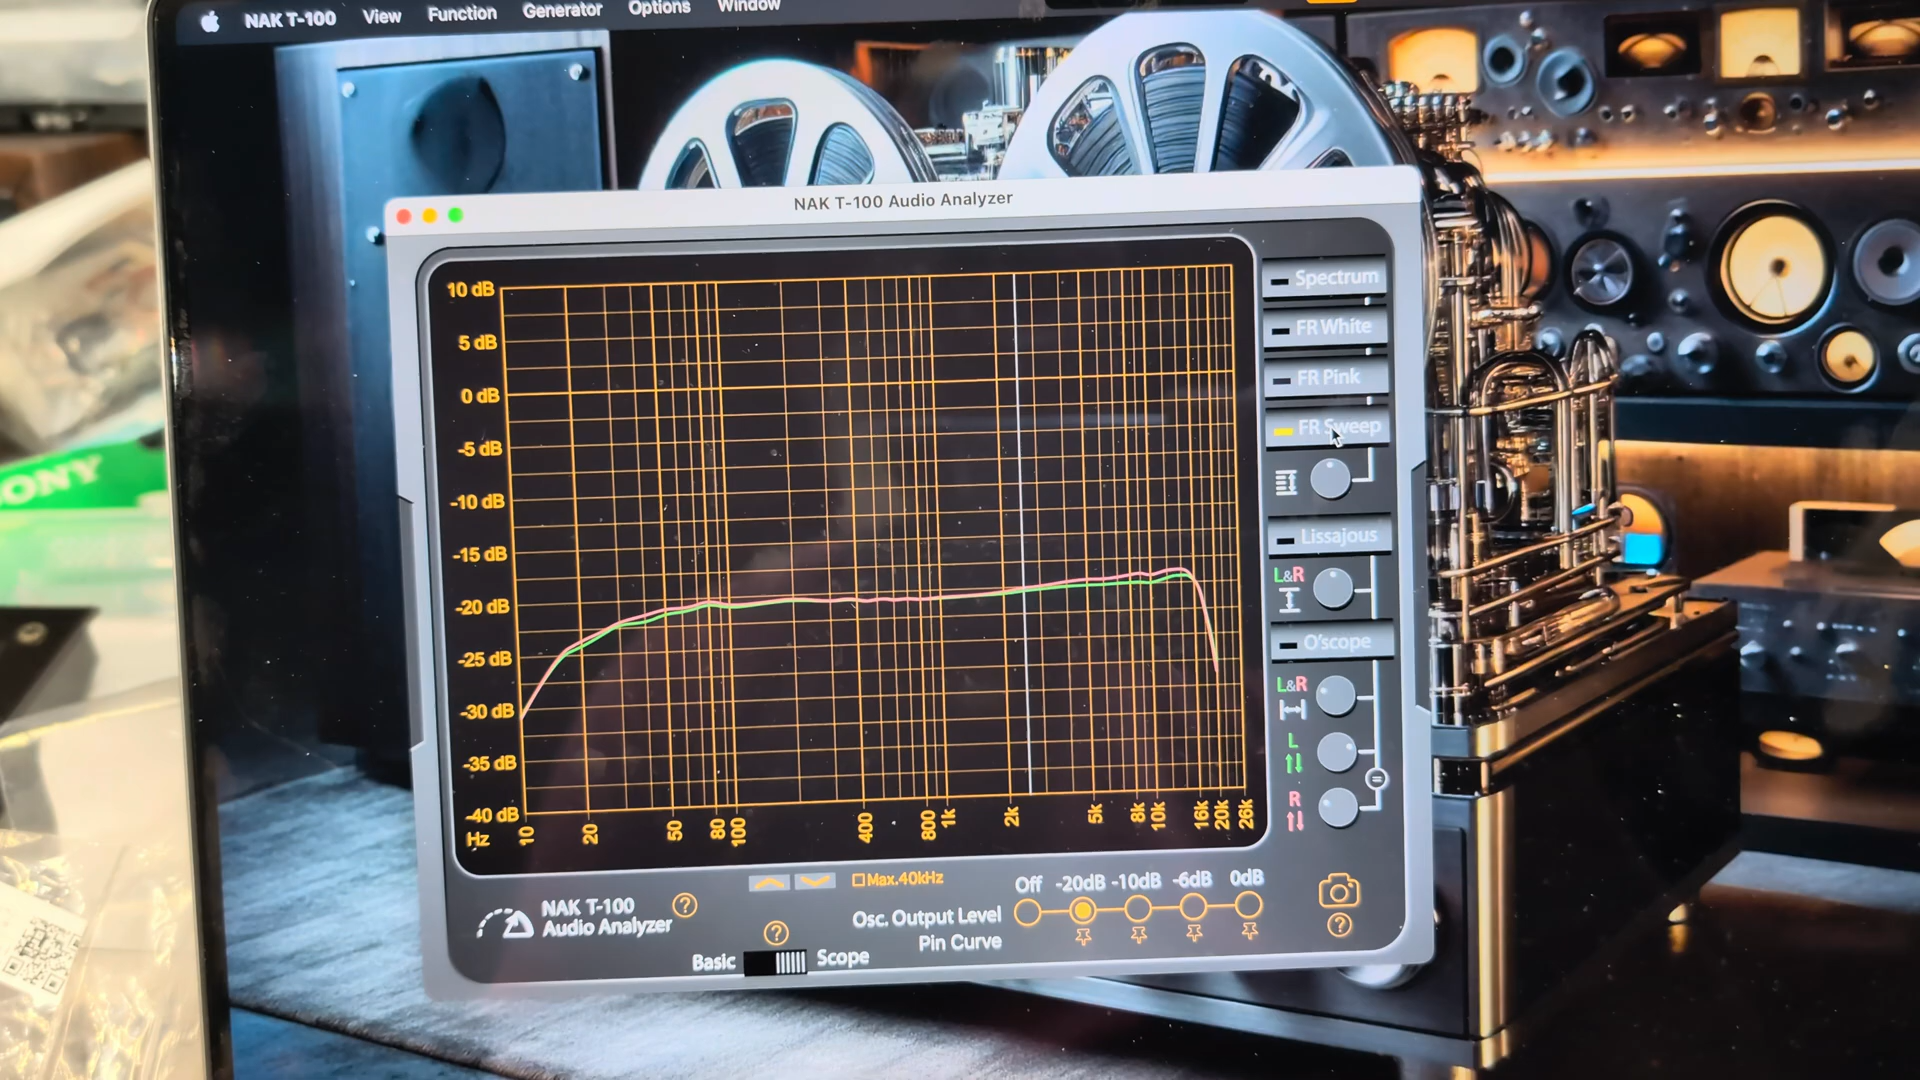 NAK T-100 View Function Generator Options Window
NAK T-100 Audio Analyzer
10 dB
5 dB
0 dB
-5 dB
-10 dB
-15 dB
-20 dB
-25 dB
-30 dB
-35 dB
-40 dB
Hz 10 20 50 80 100 400 800 1k 2k 5k 8k 10k 16k 20k 26k
Spectrum
FR White
FR Pink
FR Sweep
Lissajous
L&R
O'scope
L&R
L
R
Max.40kHz
Off -20dB -10dB -6dB 0dB
NAK T-100
Audio Analyzer
?
?
Osc. Output Level
Pin Curve
?
Basic Scope
SONY